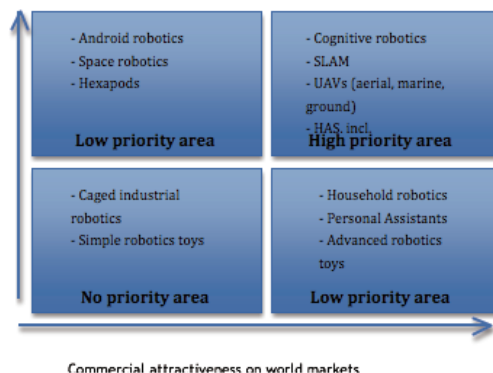 - Android robotics
- Space robotics
- Hexapods
Low priority area
- Cognitive robotics
- SLAM
- UAVs (aerial, marine,
ground)
- HAS, incl.
High priority area
- Caged industrial
robotics
- Simple robotics toys
No priority area
- Household robotics
- Personal Assistants
- Advanced robotics
toys
Low priority area
Commercial attractiveness on world markets